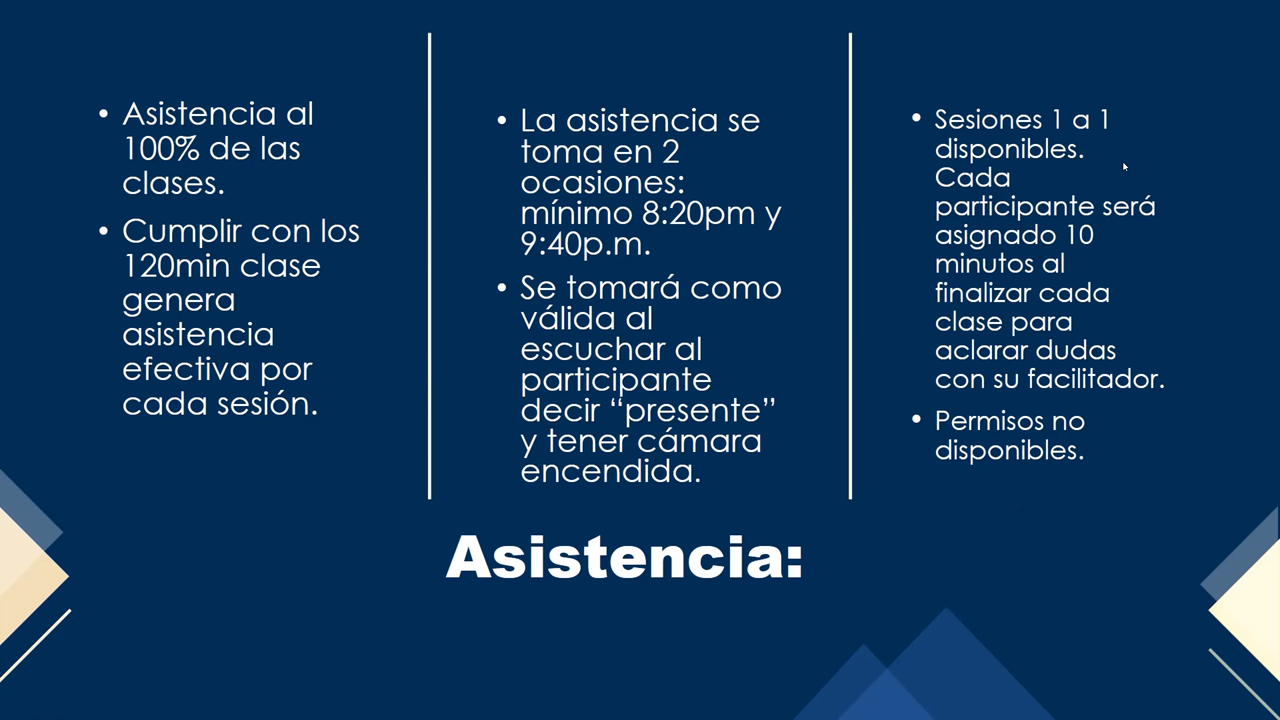 • Asistencia al
100% de las
clases.
• Cumplir con los
120min clase
genera
asistencia
efectiva por
cada sesión.
• La asistencia se
toma en 2
ocasiones:
mínimo 8:20pm y
9:40p.m.
• Se tomará como
válida al
escuchar al
participante
decir “presente”
y tener cámara
encendida.
• Sesiones 1 a 1
disponibles.
Cada
participante será
asignado 10
minutos al
finalizar cada
clase para
aclarar dudas
con su facilitador.
• Permisos no
disponibles.
Asistencia: